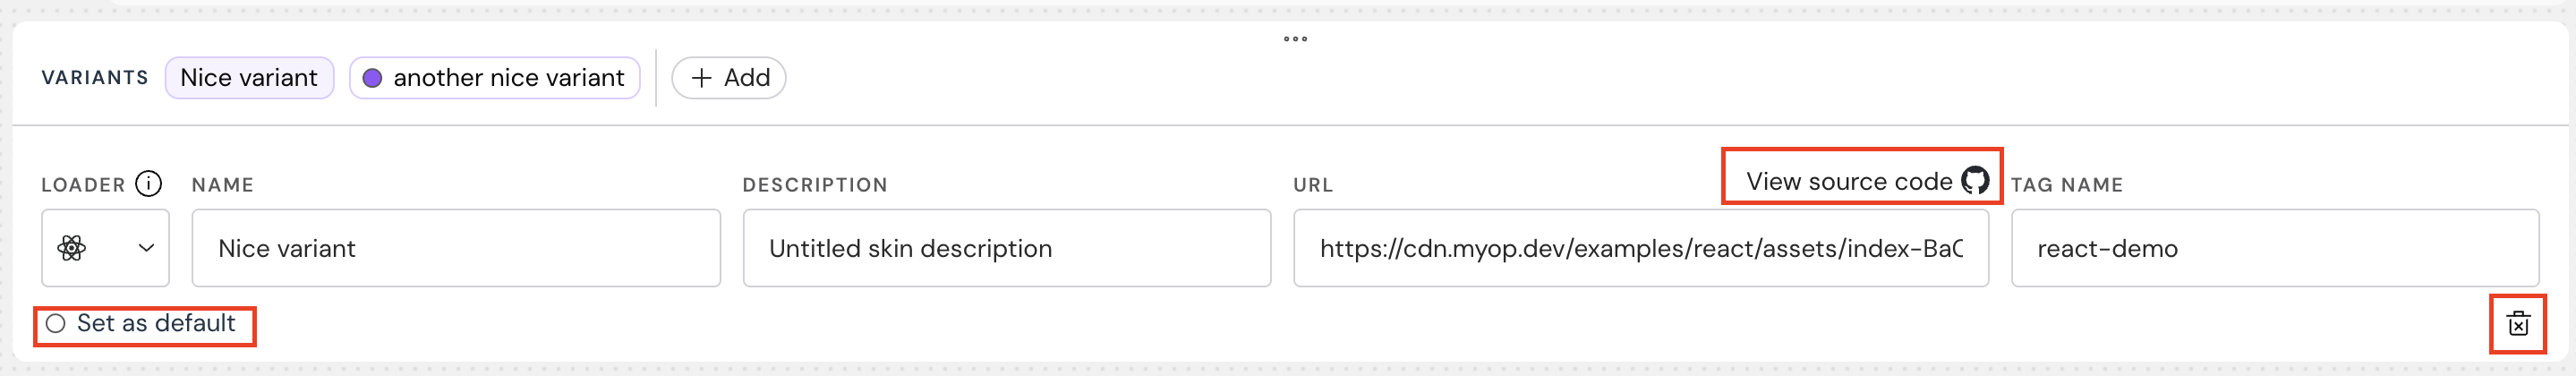 VARIANTS Nice variant another nice variant + Add
LOADER NAME DESCRIPTION URL View source code TAG NAME
Nice variant Untitled skin description https://cdn.myop.dev/examples/react/assets/index-Ba react-demo
Set as default